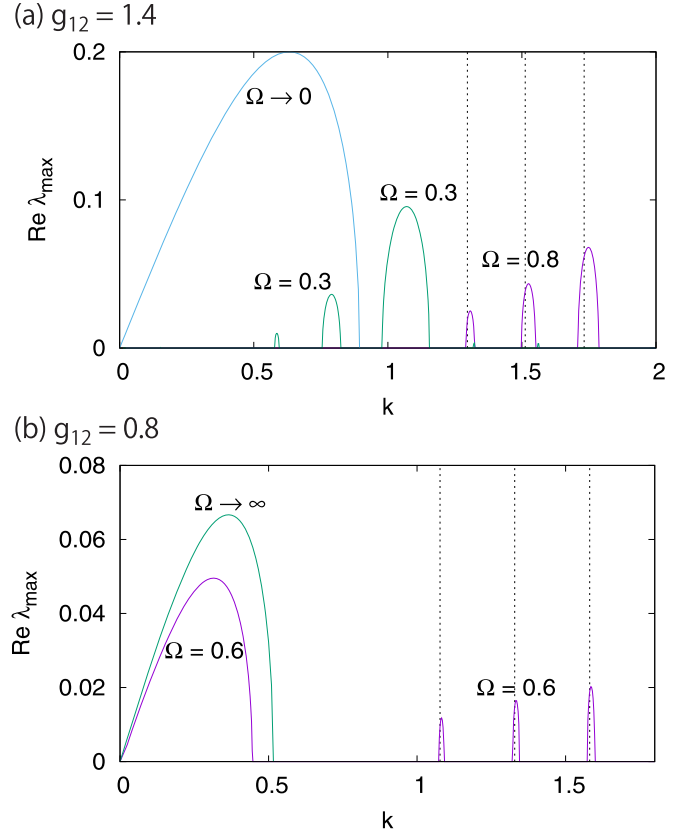 (a) g₁₂ = 1.4
0.2
Ω → 0
Ω = 0.3
0.1
Re λmax
Ω = 0.8
Ω = 0.3
0
0 0.5 1 1.5 2
k
(b) g₁₂ = 0.8
0.08
Ω → ∞
0.06
Re λmax
0.04
Ω = 0.6
0.02
Ω = 0.6
0
0 0.5 1 1.5
k